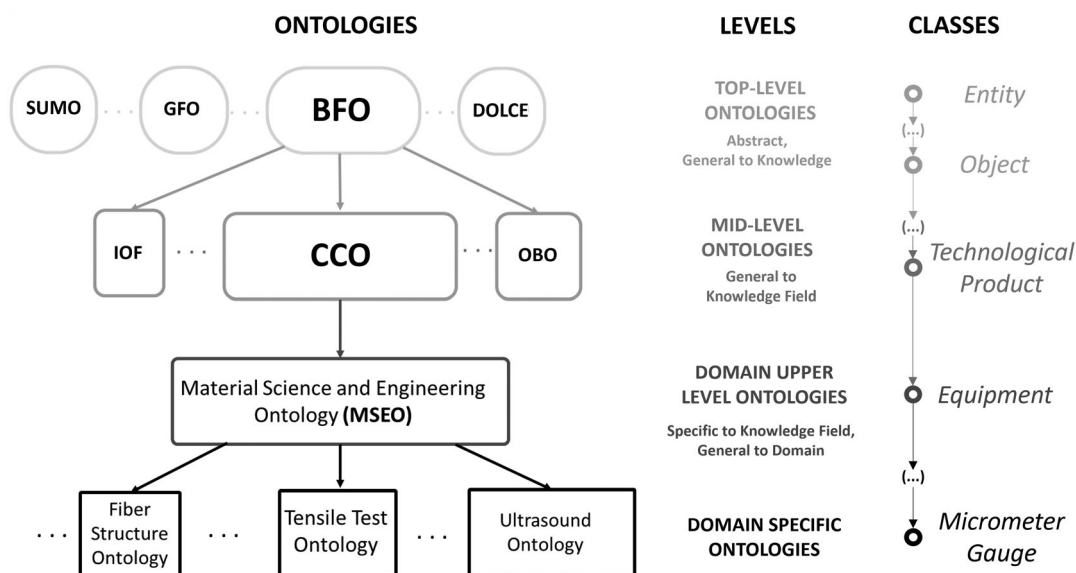 ONTOLOGIES
LEVELS
CLASSES
SUMO
GFO
BFO
DOLCE
TOP-LEVEL
ONTOLOGIES
Abstract,
General to Knowledge
Entity
(...)
Object
IOF
CCO
OBO
MID-LEVEL
ONTOLOGIES
General to
Knowledge Field
(...)
Technological
Product
Material Science and Engineering
Ontology (MSEO)
DOMAIN UPPER
LEVEL ONTOLOGIES
Specific to Knowledge Field,
General to Domain
Equipment
(...)
Fiber
Structure
Ontology
Tensile Test
Ontology
Ultrasound
Ontology
DOMAIN SPECIFIC
ONTOLOGIES
Micrometer
Gauge